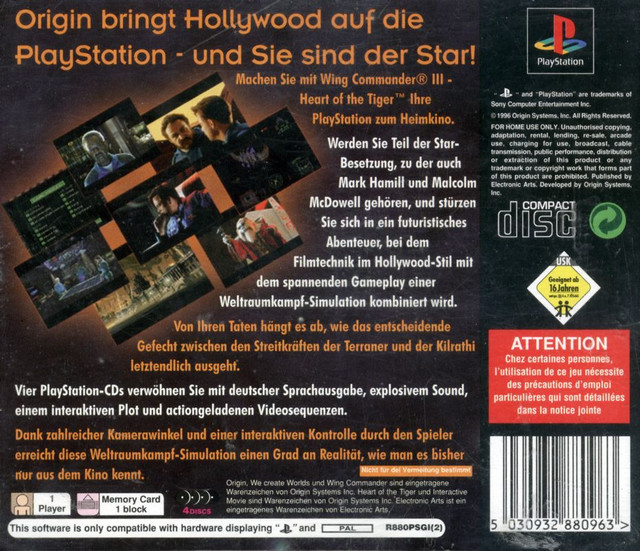 Origin bringt Hollywood auf die
PlayStation - und Sie sind der Star!
Machen Sie mit Wing Commander® III -
Heart of the Tiger™ Ihre
PlayStation zum Heimkino.
Werden Sie Teil der Star-
Besetzung, zu der auch
Mark Hamill und Malcolm
McDowell gehören, und stürzen
Sie sich in ein futuristisches
Abenteuer, bei dem
Filmtechnik im Hollywood-Stil mit
dem spannenden Gameplay einer
Weltraumkampf-Simulation kombiniert wird.
Von Ihren Taten hängt es ab, wie das entscheidende
Gefecht zwischen den Streitkräften der Terraner und der Kilrathi
letztendlich ausgeht.
Vier PlayStation-CDs verwöhnen Sie mit deutscher Sprachausgabe, explosivem Sound,
einem interaktiven Plot und actiongeladenen Videosequenzen.
Dank zahlreicher Kamerawinkel und einer interaktiven Kontrolle durch den Spieler
erreicht diese Weltraumkampf-Simulation einen Grad an Realität, wie man es bisher
nur aus dem Kino kennt.
Nicht für der Vermeitung bestimmt
1
Player
Memory Card
1 block
4 DISCS
Origin, We create Worlds und Wing Commander sind eingetragene
Warenzeichen von Origin Systems Inc. Heart of the Tiger und Interactive
Movie sind Warenzeichen von Origin Systems Inc. Electronic Arts ist ein
eingetragenes Warenzeichen von Electronic Arts.
This software is only compatible with hardware displaying " " and PAL R880PSGI(2)
PlayStation
- " " and "PlayStation" are trademarks of
Sony Computer Entertainment Inc.
© 1996 Origin Systems, Inc. All Rights Reserved.
FOR HOME USE ONLY. Unauthorised copying,
adaptation, rental, lending, re-sale, arcade
use, charging for use, broadcast, cable
transmission, public performance, distribution
or extraction of this product or any
trademark or copyright work that forms part
of this product are prohibited. Published by
Electronic Arts. Developed by Origin Systems,
Inc.
COMPACT
disc
USK
Geeignet ab
16 Jahren
ATTENTION
Chez certaines personnes,
l'utilisation de ce jeu nécessite
des précautions d'emploi
particulières qui sont détaillées
dans la notice jointe
5 030932 880963 >